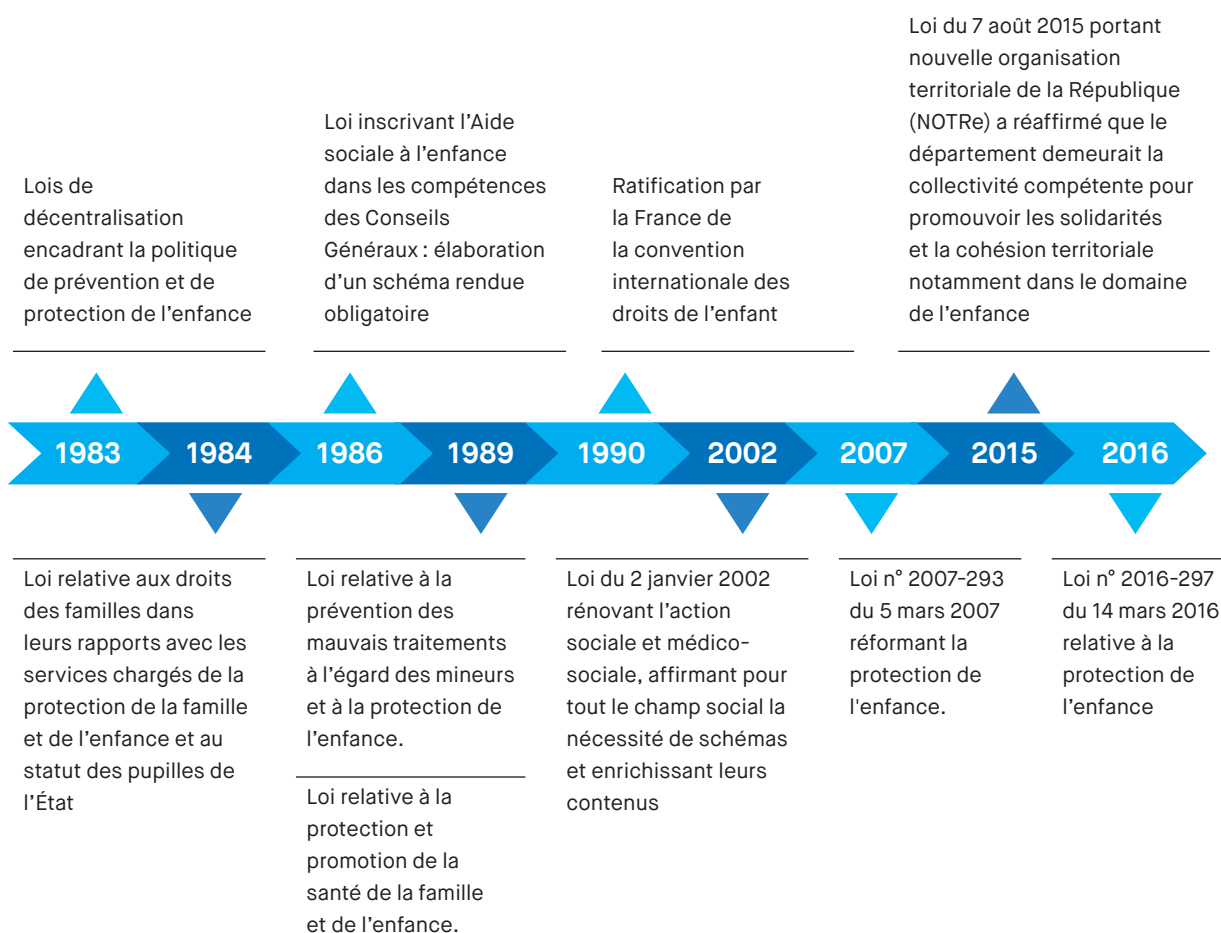 Lois de
décentralisation
encadrant la politique
de prévention et de
protection de l'enfance
Loi inscrivant l'Aide
sociale à l'enfance
dans les compétences
des Conseils
Généraux : élaboration
d'un schéma rendue
obligatoire
Ratification par
la France de
la convention
internationale des
droits de l'enfant
Loi du 7 août 2015 portant
nouvelle organisation
territoriale de la République
(NOTRe) a réaffirmé que le
département demeurait la
collectivité compétente pour
promouvoir les solidarités
et la cohésion territoriale
notamment dans le domaine
de l'enfance
1983 1984 1986 1989 1990 2002 2007 2015 2016
Loi relative aux droits
des familles dans
leurs rapports avec les
services chargés de la
protection de la famille
et de l'enfance et au
statut des pupilles de
l'État
Loi relative à la
prévention des
mauvais traitements
à l'égard des mineurs
et à la protection de
l'enfance.
Loi relative à la
protection et
promotion de la
santé de la famille
et de l'enfance.
Loi du 2 janvier 2002
rénovant l'action
sociale et médico-
sociale, affirmant pour
tout le champ social la
nécessité de schémas
et enrichissant leurs
contenus
Loi n° 2007-293
du 5 mars 2007
réformant la
protection de
l'enfance.
Loi n° 2016-297
du 14 mars 2016
relative à la
protection de
l'enfance